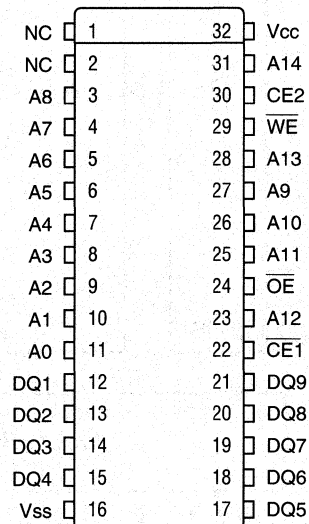 NC 1 32 Vcc
NC 2 31 A14
A8 3 30 CE2
A7 4 29 W̅E̅
A6 5 28 A13
A5 6 27 A9
A4 7 26 A10
A3 8 25 A11
A2 9 24 O̅E̅
A1 10 23 A12
A0 11 22 C̅E̅1
DQ1 12 21 DQ9
DQ2 13 20 DQ8
DQ3 14 19 DQ7
DQ4 15 18 DQ6
Vss 16 17 DQ5